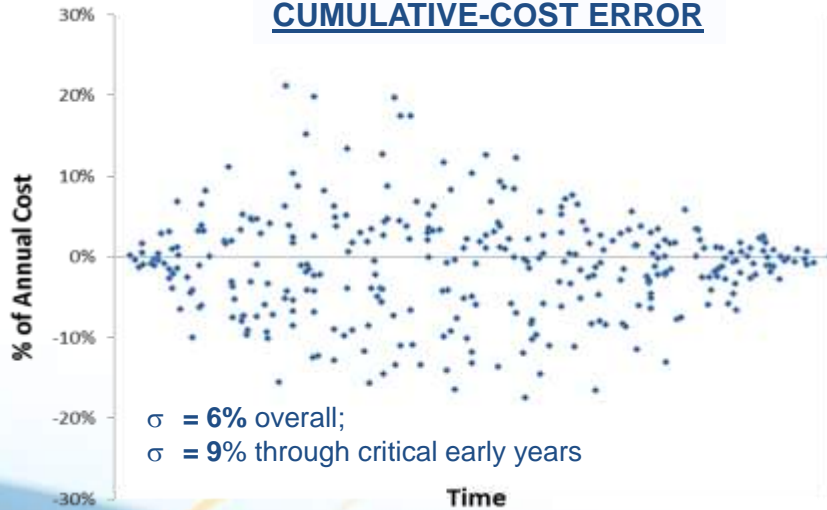 CUMULATIVE-COST ERROR
30%
20%
10%
0%
-10%
-20%
-30%
% of Annual Cost
σ = 6% overall;
σ = 9% through critical early years
Time